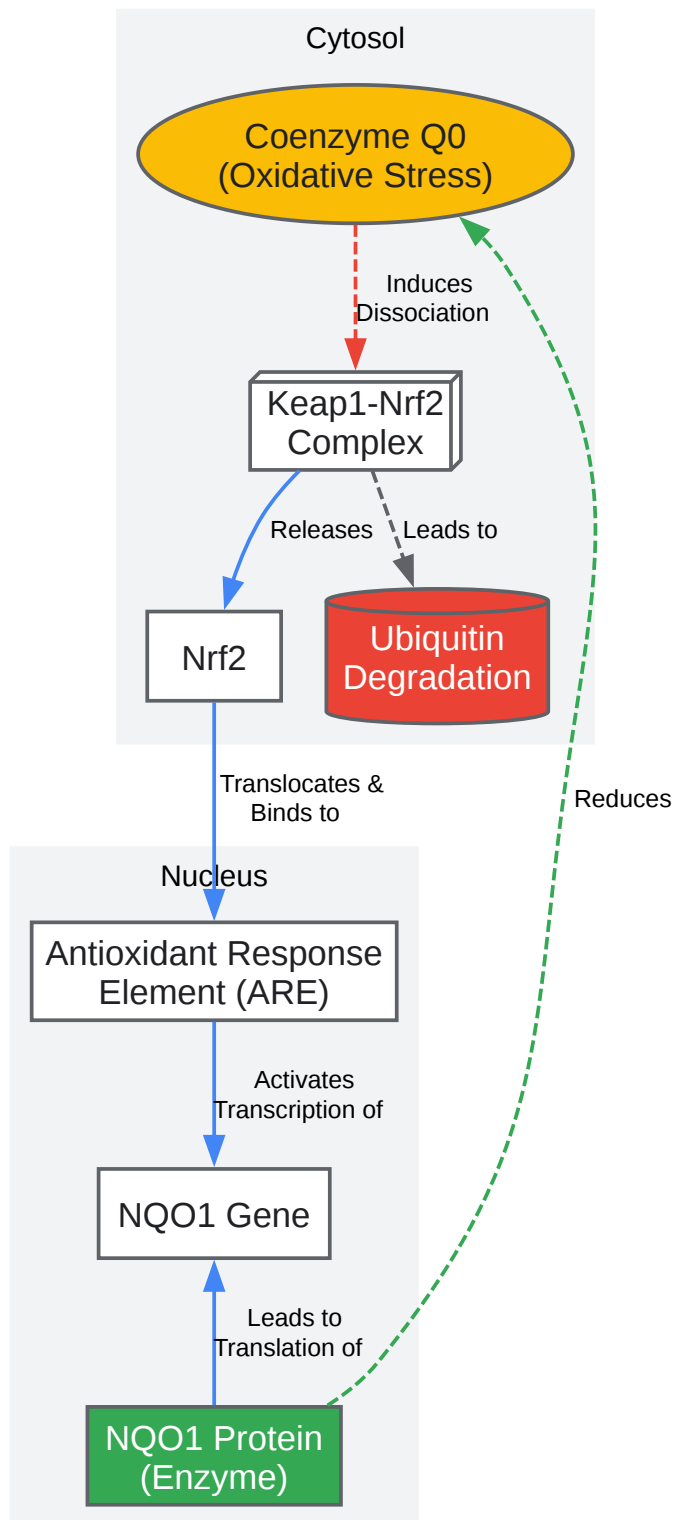 Cytosol
Coenzyme Q0
(Oxidative Stress)
Induces
Dissociation
Keap1-Nrf2
Complex
Releases
Leads to
Nrf2
Ubiquitin
Degradation
Translocates &
Binds to
Reduces
Nucleus
Antioxidant Response
Element (ARE)
Activates
Transcription of
NQO1 Gene
Leads to
Translation of
NQO1 Protein
(Enzyme)